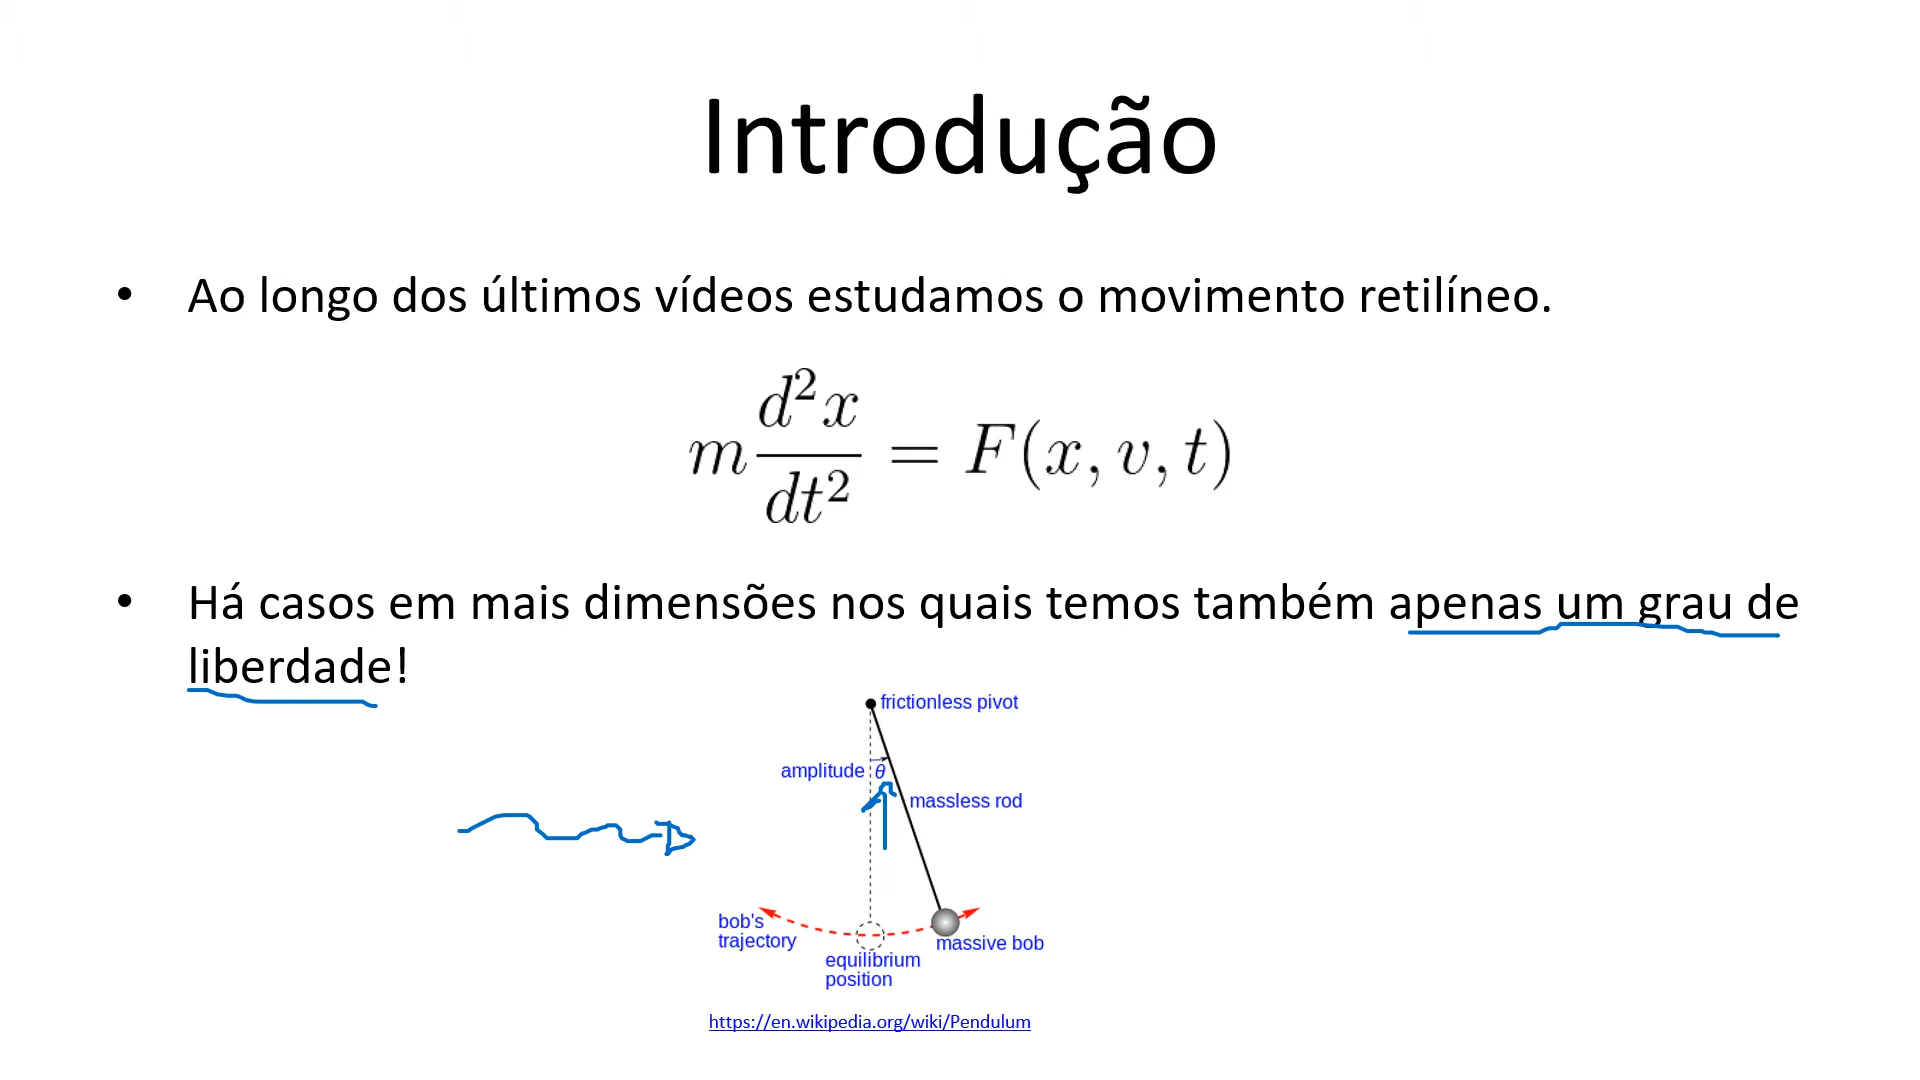 Introdução
• Ao longo dos últimos vídeos estudamos o movimento retilíneo.
m d²x/dt² = F(x, v, t)
• Há casos em mais dimensões nos quais temos também apenas um grau de
liberdade!
frictionless pivot
amplitude θ
massless rod
bob's
trajectory
massive bob
equilibrium
position
https://en.wikipedia.org/wiki/Pendulum